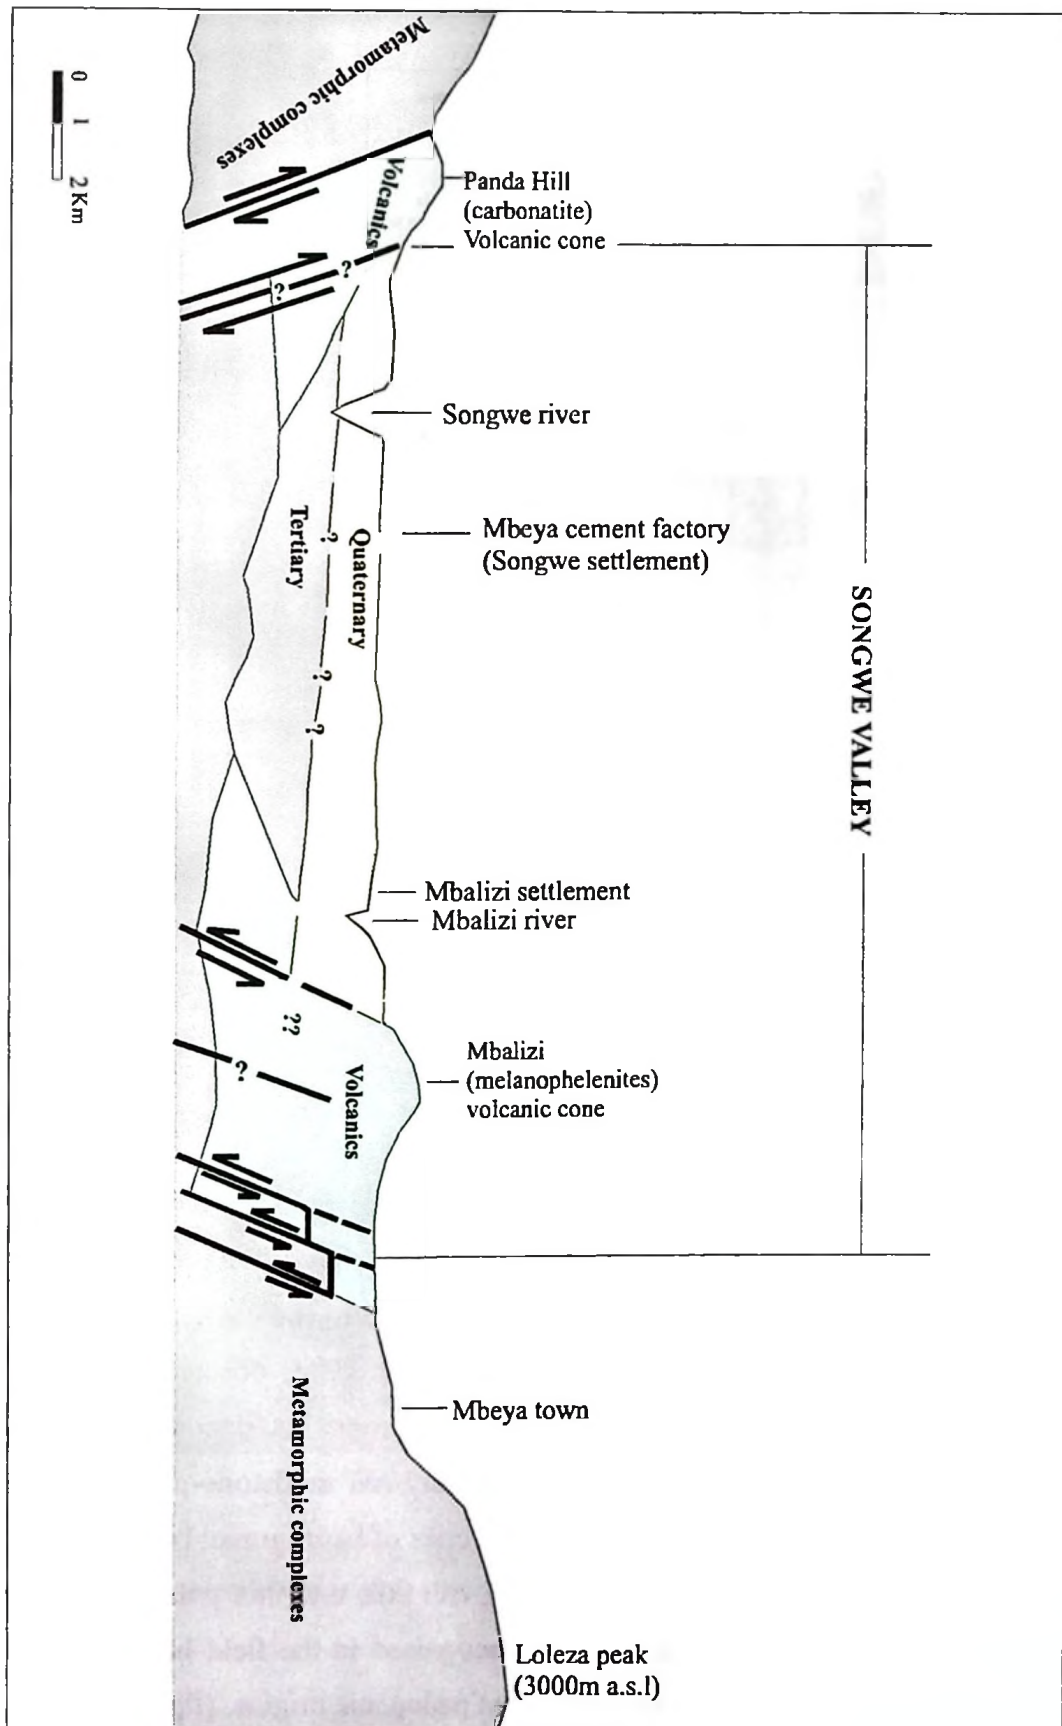 Metamorphic complexes
0 1 2 Km
Volcanics
Panda Hill
(carbonatite)
Volcanic cone
?
?
Songwe river
Mbeya cement factory
(Songwe settlement)
Tertiary
?
Quaternary
?
?
SONGWE VALLEY
Mbalizi settlement
Mbalizi river
??
?
Volcanics
Mbalizi
(melanophelenites)
volcanic cone
Mbeya town
Metamorphic complexes
Loleza peak
(3000m a.s.l)